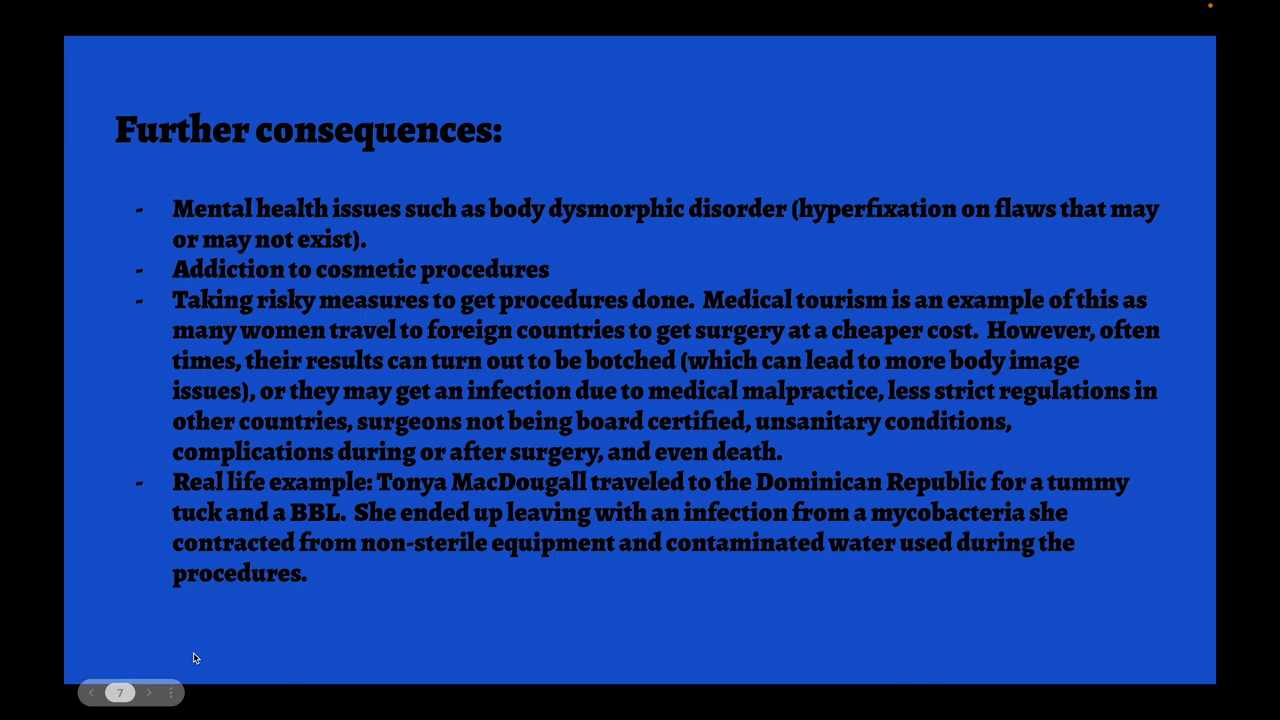 Further consequences:
- Mental health issues such as body dysmorphic disorder (hyperfixation on flaws that may
or may not exist).
- Addiction to cosmetic procedures
- Taking risky measures to get procedures done.  Medical tourism is an example of this as
many women travel to foreign countries to get surgery at a cheaper cost.  However, often
times, their results can turn out to be botched (which can lead to more body image
issues), or they may get an infection due to medical malpractice, less strict regulations in
other countries, surgeons not being board certified, unsanitary conditions,
complications during or after surgery, and even death.
- Real life example: Tonya MacDougall traveled to the Dominican Republic for a tummy
tuck and a BBL.  She ended up leaving with an infection from a mycobacteria she
contracted from non-sterile equipment and contaminated water used during the
procedures.
7